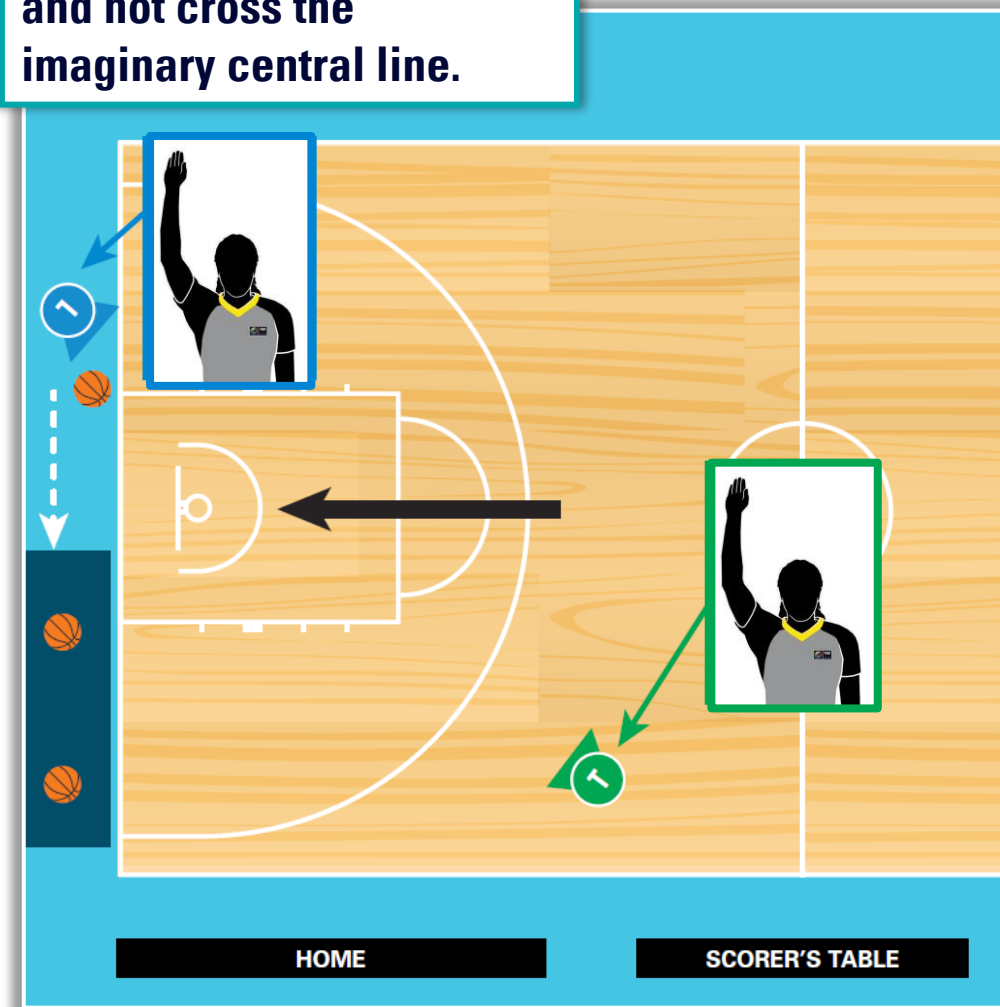 and not cross the
imaginary central line.
L
T
HOME
SCORER'S TABLE